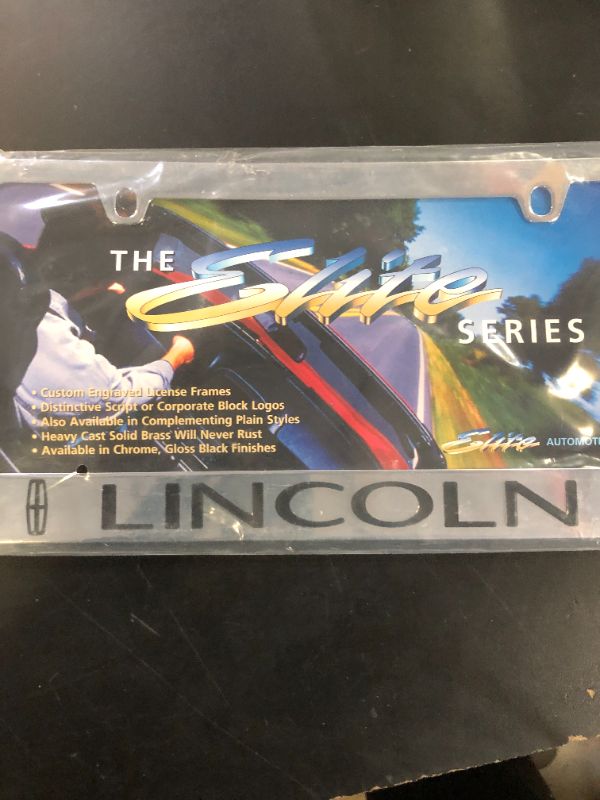 THE Elite SERIES
• Custom Engraved License Frames
• Distinctive Script or Corporate Block Logos
• Also Available in Complementing Plain Styles
• Heavy Cast Solid Brass Will Never Rust
• Available in Chrome, Gloss Black Finishes
Elite AUTOMOTI
LINCOLN